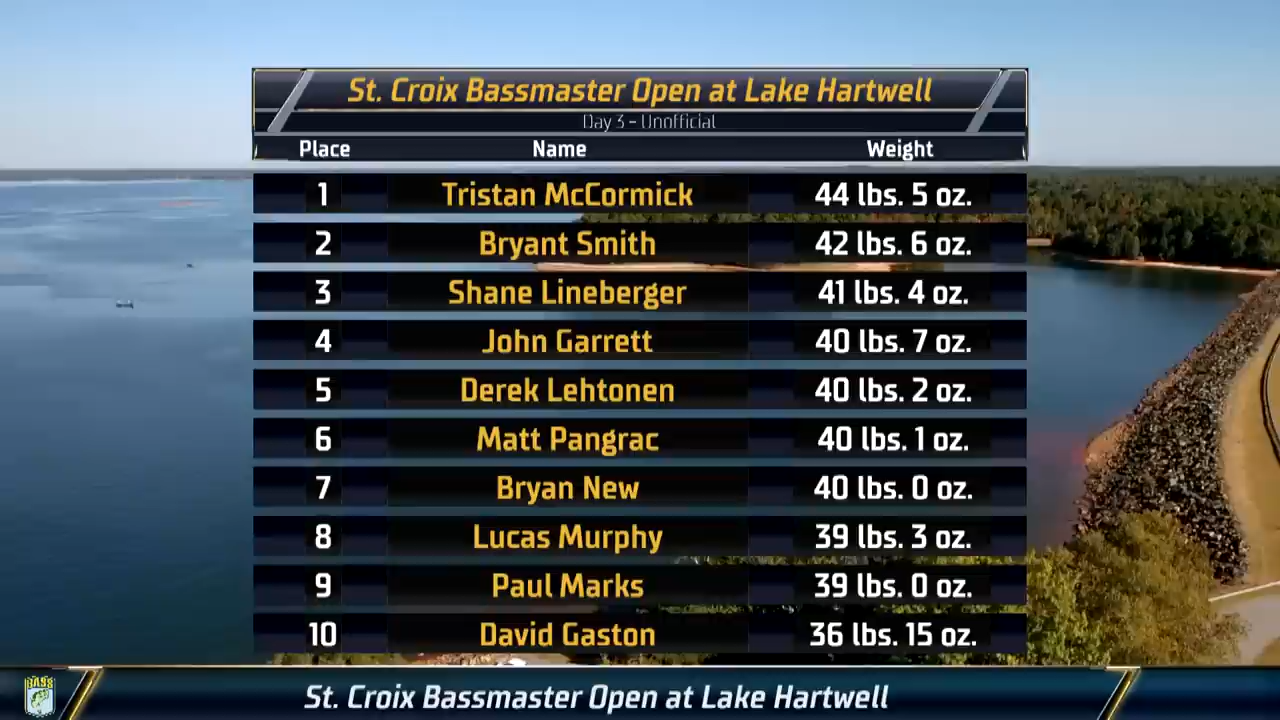 St. Croix Bassmaster Open at Lake Hartwell
Day 3 - Unofficial
Place Name Weight
1 Tristan McCormick 44 lbs. 5 oz.
2 Bryant Smith 42 lbs. 6 oz.
3 Shane Lineberger 41 lbs. 4 oz.
4 John Garrett 40 lbs. 7 oz.
5 Derek Lehtonen 40 lbs. 2 oz.
6 Matt Pangrac 40 lbs. 1 oz.
7 Bryan New 40 lbs. 0 oz.
8 Lucas Murphy 39 lbs. 3 oz.
9 Paul Marks 39 lbs. 0 oz.
10 David Gaston 36 lbs. 15 oz.
BASS
St. Croix Bassmaster Open at Lake Hartwell